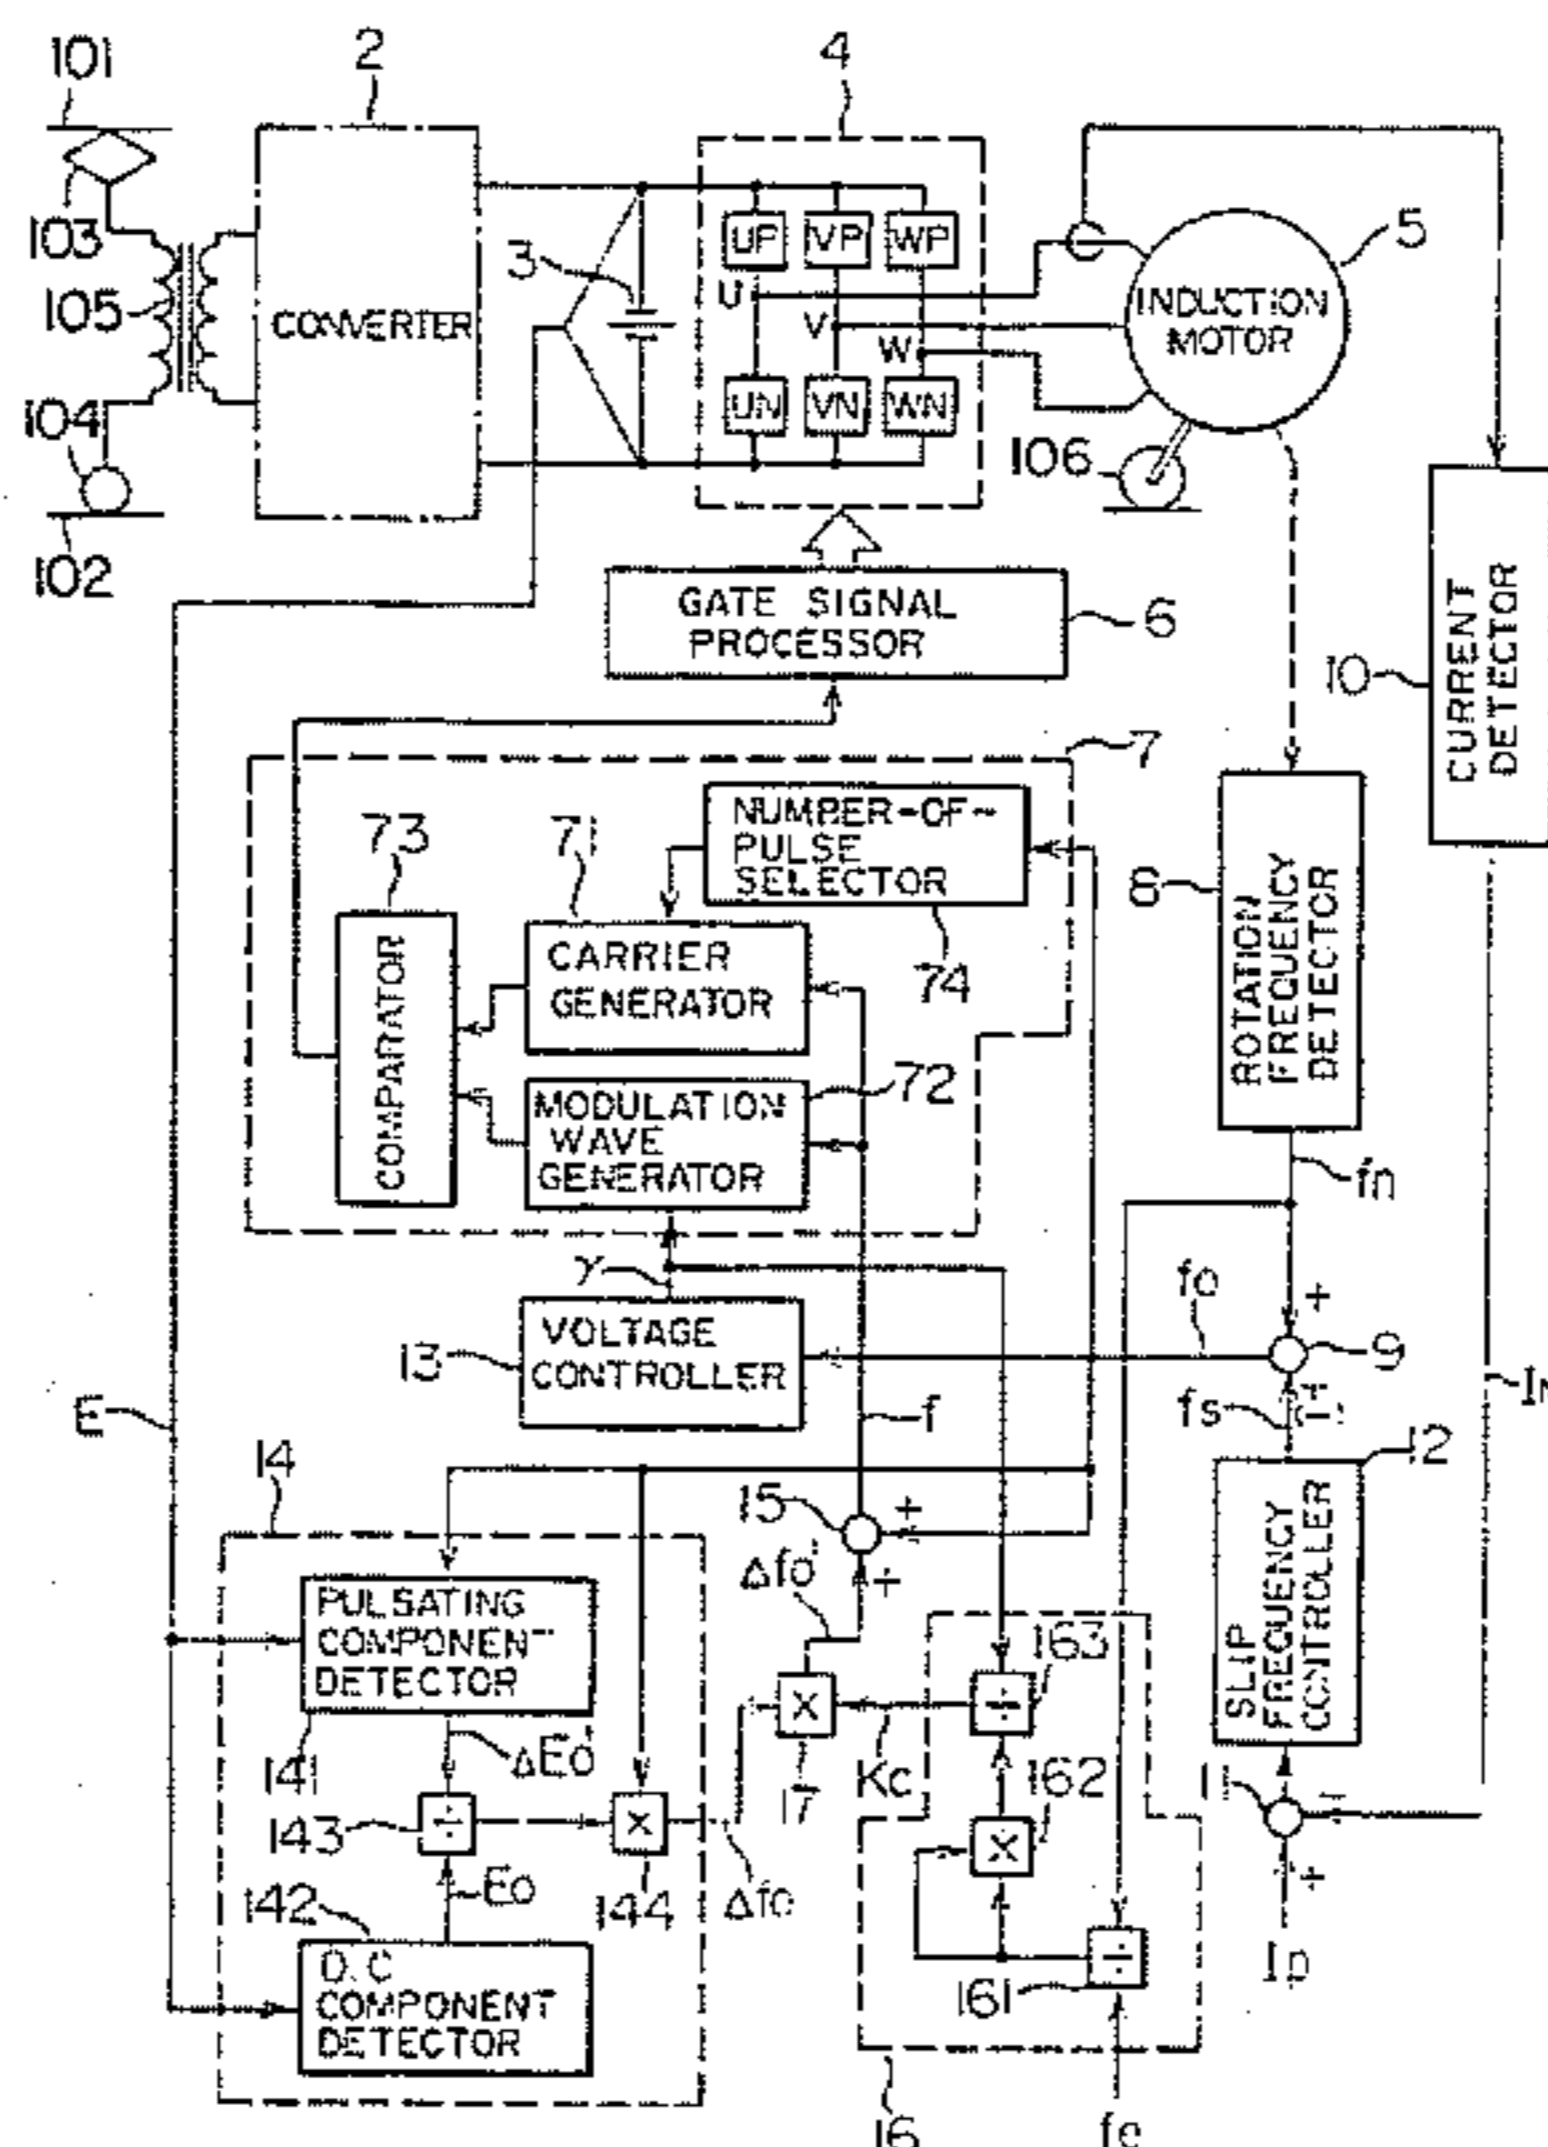 101
2
4
103
105
CONVERTER
3
UP
VP
WP
U
V
W
UN
VN
WN
INDUCTION
MOTOR
5
104
102
106
GATE SIGNAL
PROCESSOR
6
10
CURRENT
DETECTOR
7
NUMBER-OF-
PULSE
SELECTOR
74
73
71
COMPARATOR
CARRIER
GENERATOR
72
MODULATION
WAVE
GENERATOR
8
ROTATION
FREQUENCY
DETECTOR
fn
γ
fo
+
9
13
VOLTAGE
CONTROLLER
E
f
fs
12
14
15
+
+
Δfo'
SLIP
FREQUENCY
CONTROLLER
PULSATING
COMPONENT
DETECTOR
141
ΔEo'
143
÷
×
144
Eo
Δfo
×
17
Kc
163
÷
162
×
÷
161
11
−
+
Ip
142
D.C
COMPONENT
DETECTOR
16